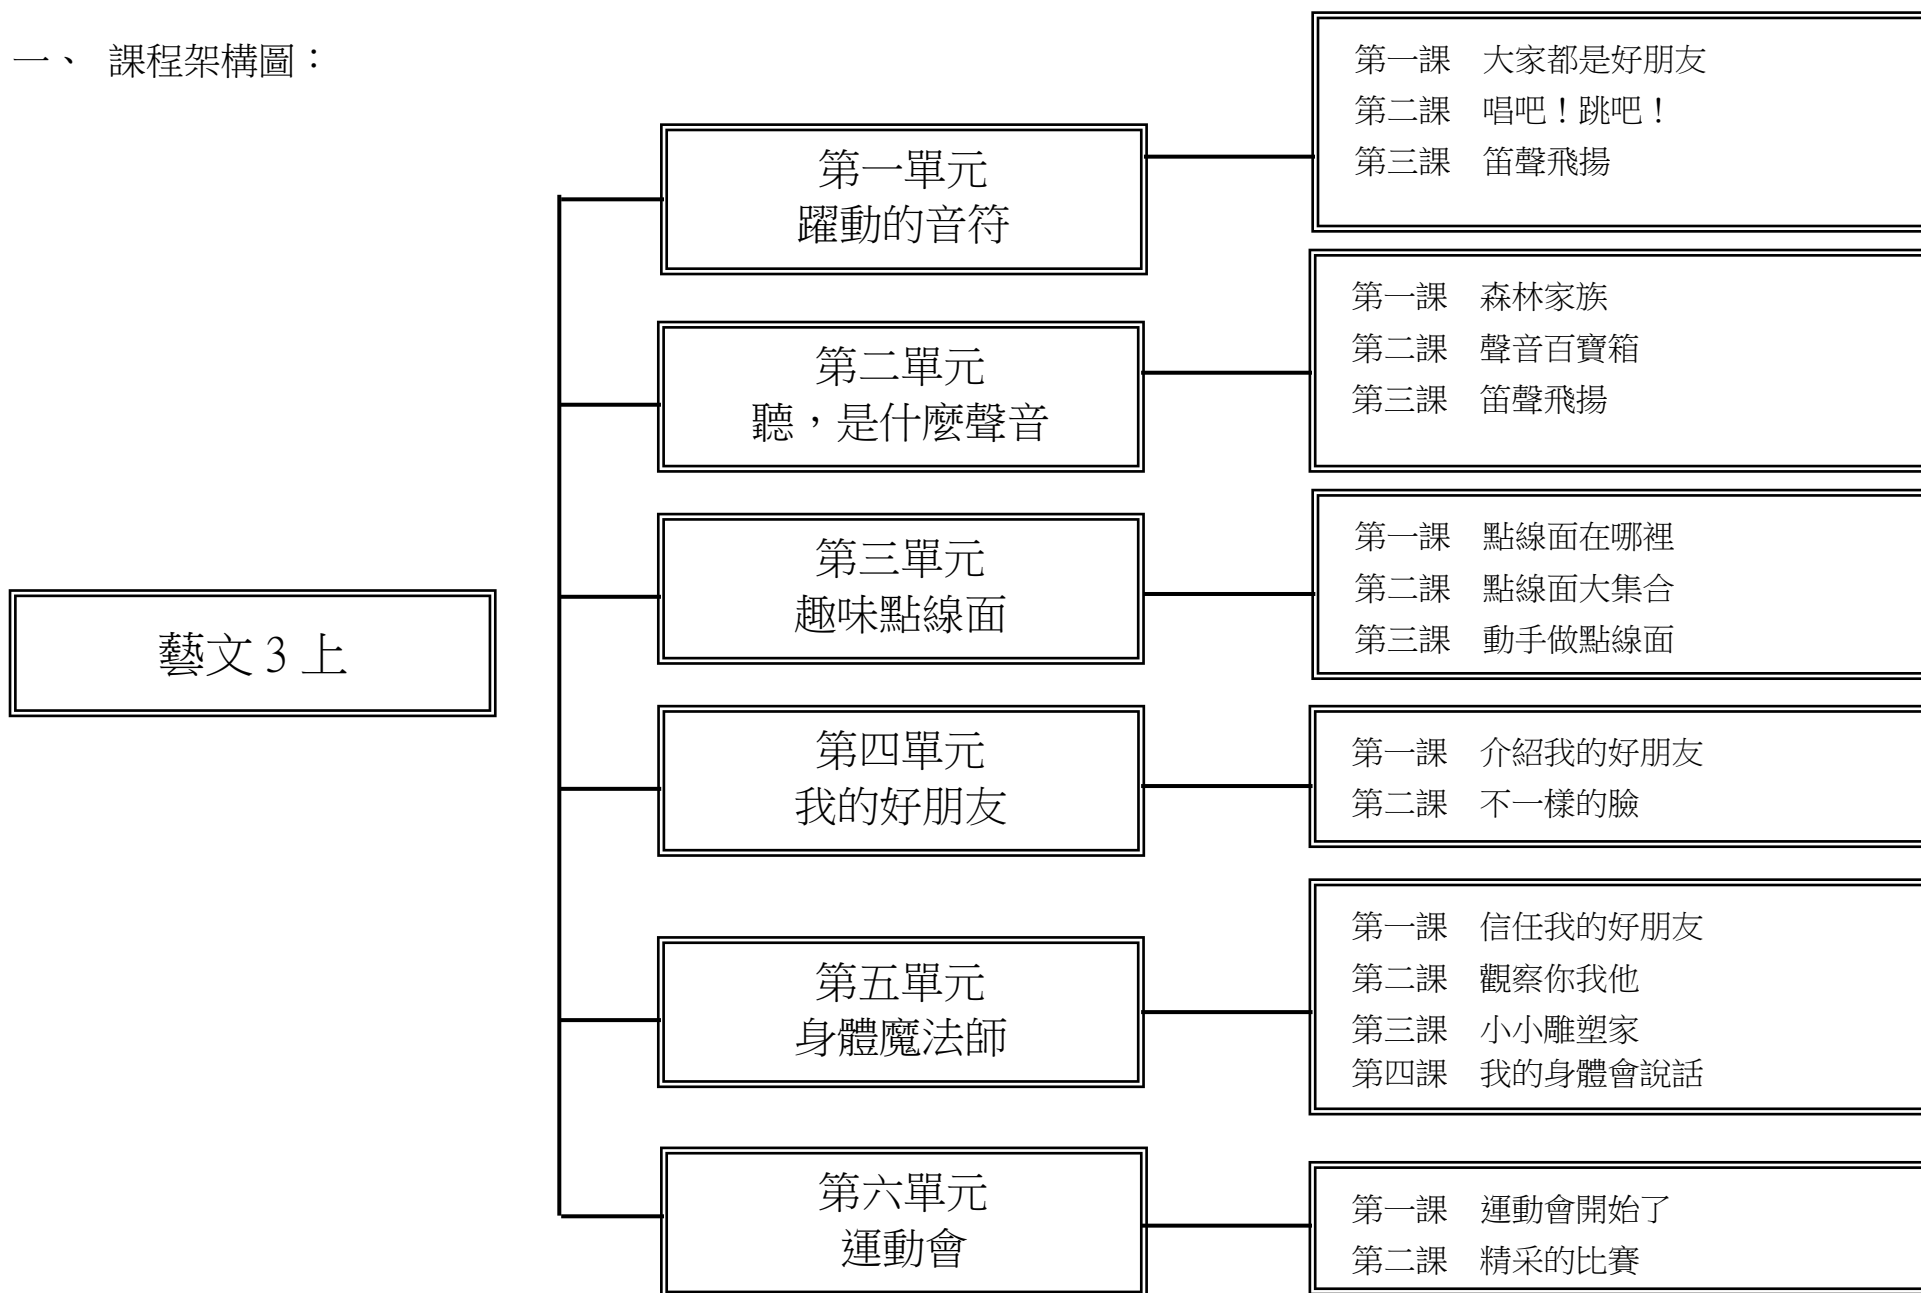 一、 課程架構圖：
藝文 3 上
第一單元
躍動的音符
第一課 大家都是好朋友
第二課 唱吧！跳吧！
第三課 笛聲飛揚
第二單元
聽，是什麼聲音
第一課 森林家族
第二課 聲音百寶箱
第三課 笛聲飛揚
第三單元
趣味點線面
第一課 點線面在哪裡
第二課 點線面大集合
第三課 動手做點線面
第四單元
我的好朋友
第一課 介紹我的好朋友
第二課 不一樣的臉
第五單元
身體魔法師
第一課 信任我的好朋友
第二課 觀察你我他
第三課 小小雕塑家
第四課 我的身體會說話
第六單元
運動會
第一課 運動會開始了
第二課 精采的比賽